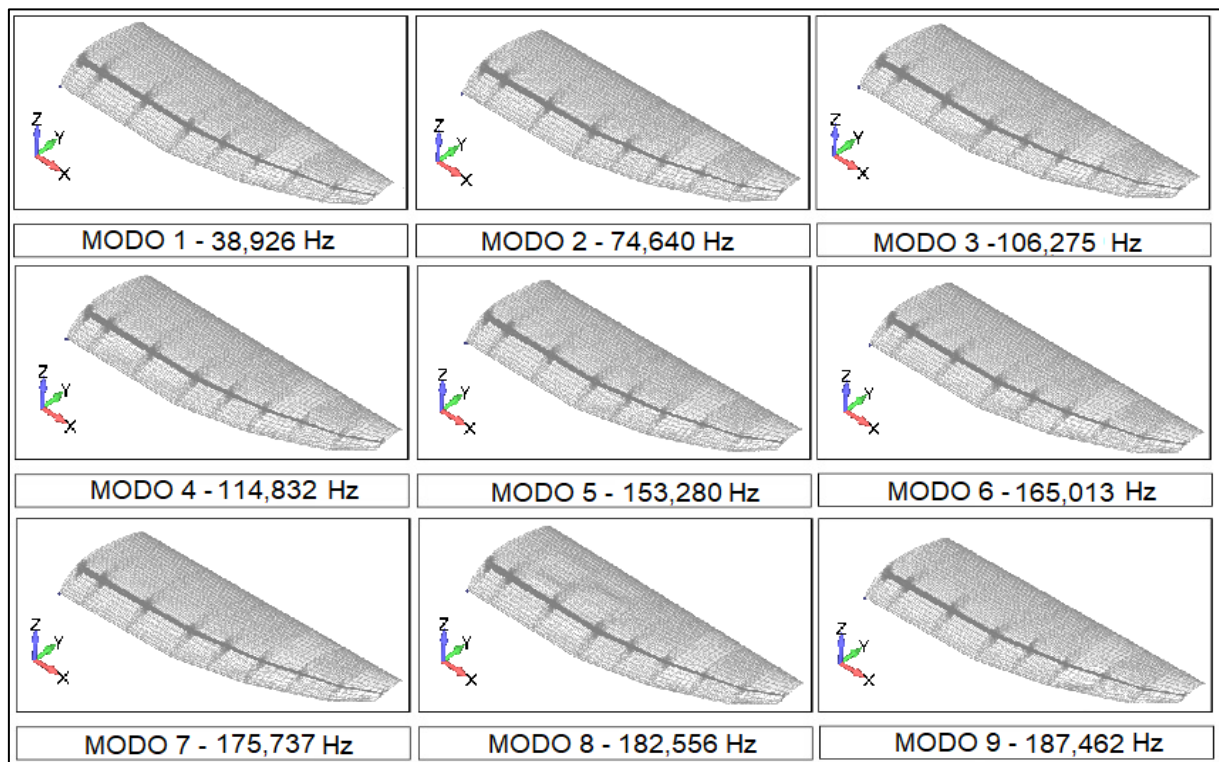 Z
Y
X
Z
Y
X
Z
Y
X
MODO 1 - 38,926 Hz
MODO 2 - 74,640 Hz
MODO 3 -106,275 Hz
Z
Y
X
Z
Y
X
Z
Y
X
MODO 4 - 114,832 Hz
MODO 5 - 153,280 Hz
MODO 6 - 165,013 Hz
Z
Y
X
Z
Y
X
Z
Y
X
MODO 7 - 175,737 Hz
MODO 8 - 182,556 Hz
MODO 9 - 187,462 Hz